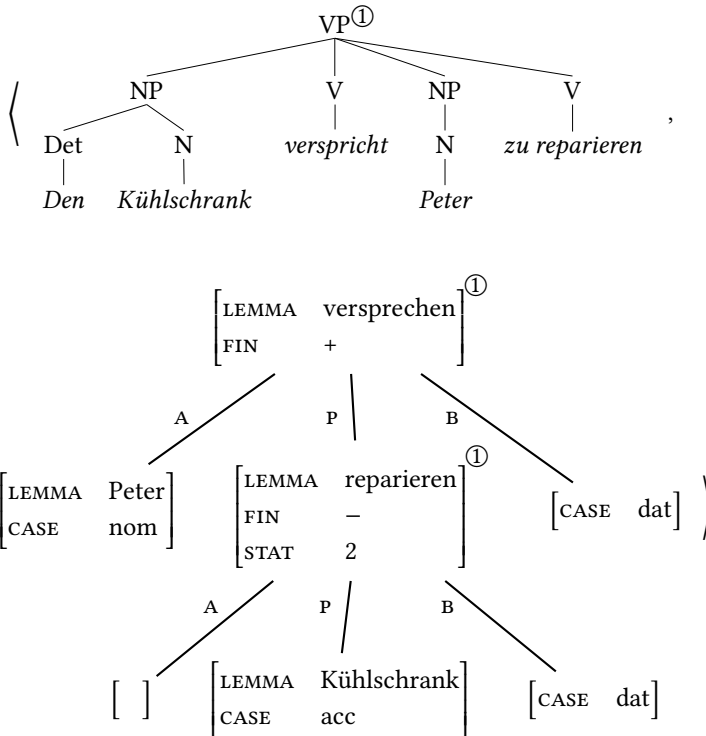 VP①
NP V NP V
⟨ Det N verspricht N zu reparieren ,
Den Kühlschrank Peter
[LEMMA versprechen]①
[FIN +]
A P B
[LEMMA Peter] [LEMMA reparieren]① [CASE dat] ⟩
[CASE nom] [FIN −]
[STAT 2]
A P B
[ ] [LEMMA Kühlschrank] [CASE dat]
[CASE acc]